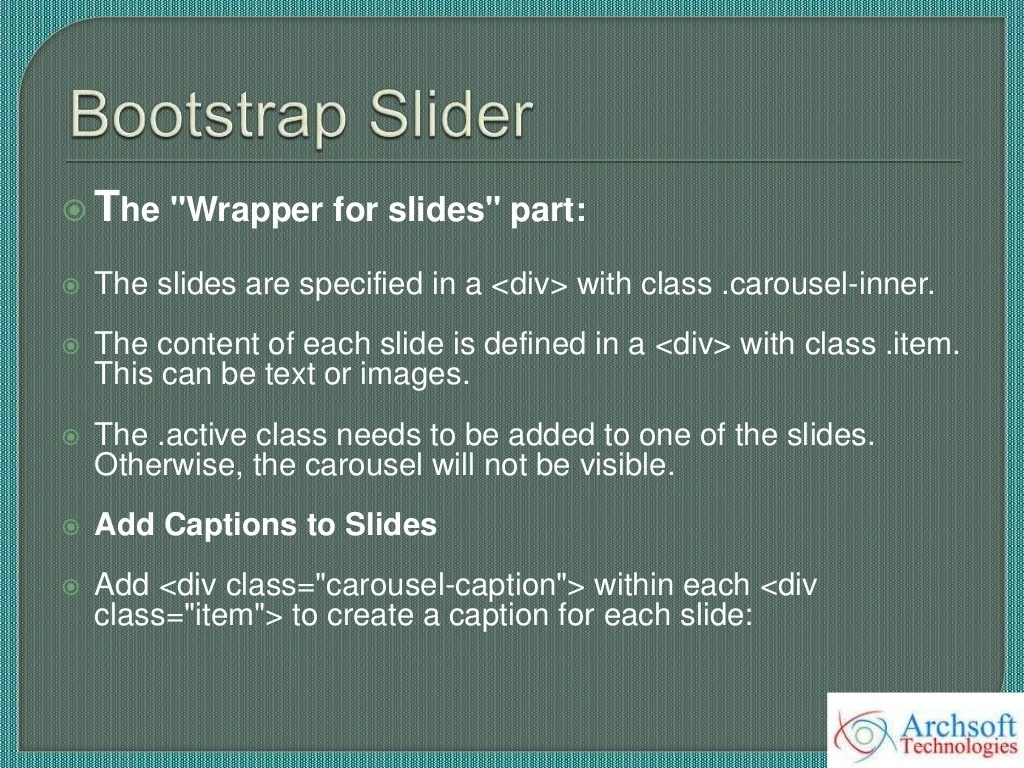 Bootstrap Slider
The "Wrapper for slides" part:
The slides are specified in a <div> with class .carousel-inner.
The content of each slide is defined in a <div> with class .item.
This can be text or images.
The .active class needs to be added to one of the slides.
Otherwise, the carousel will not be visible.
Add Captions to Slides
Add <div class="carousel-caption"> within each <div
class="item"> to create a caption for each slide:
Archsoft
Technologies